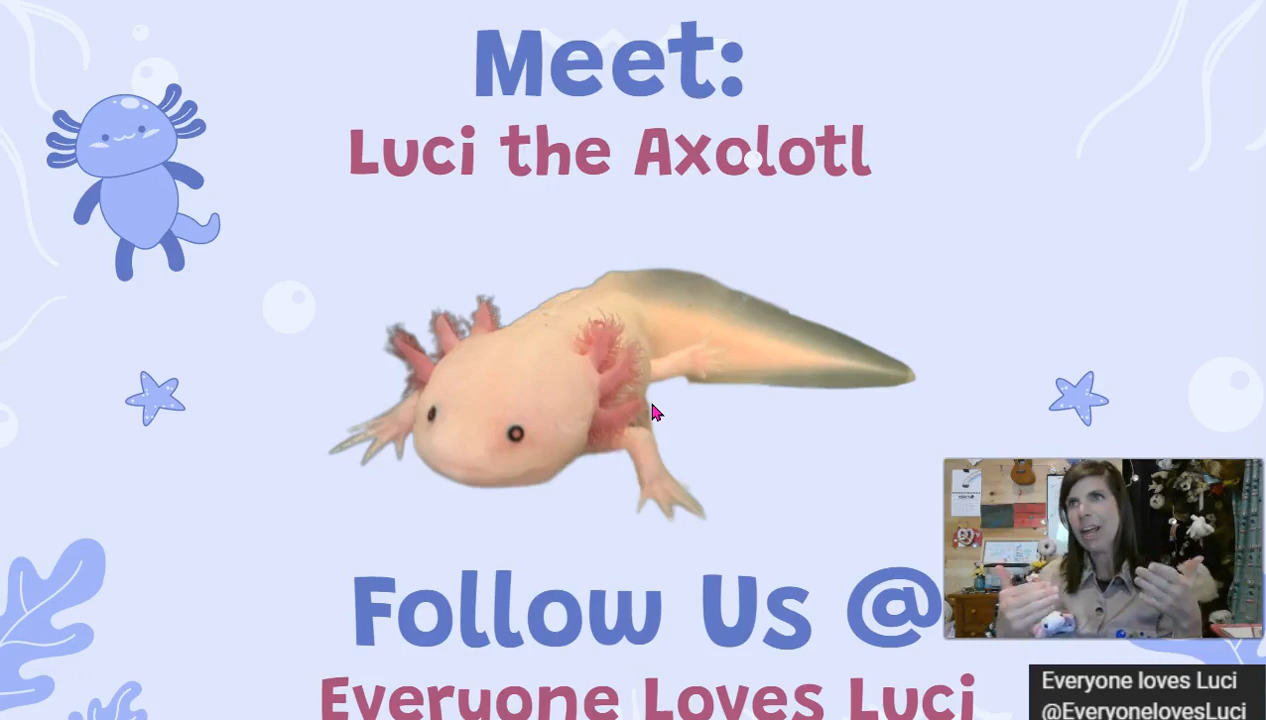 Meet:
Luci the Axolotl
Follow Us @
Everyone Loves Luci
Everyone loves Luci
@EveryonelovesLuci